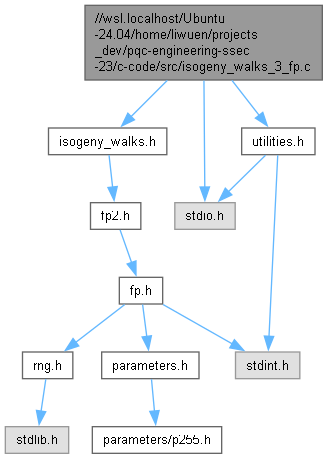 //wsl.localhost/Ubuntu
-24.04/home/liwuen/projects
_dev/pqc-engineering-ssec
-23/c-code/src/isogeny_walks_3_fp.c
isogeny_walks.h
utilities.h
fp2.h
stdio.h
fp.h
rng.h
parameters.h
stdint.h
stdlib.h
parameters/p255.h